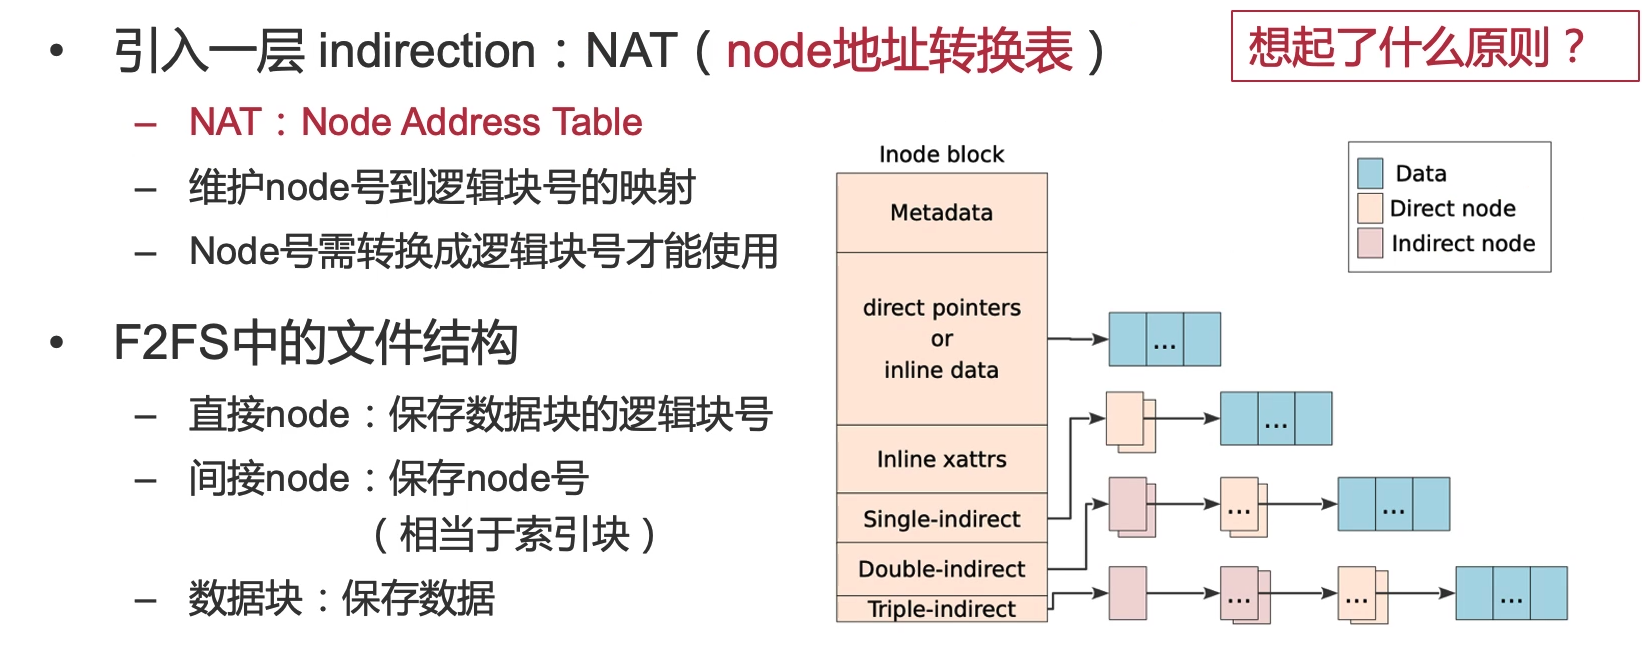 • 引入一层 indirection：NAT（node地址转换表）
想起了什么原则？
– NAT：Node Address Table
– 维护node号到逻辑块号的映射
– Node号需转换成逻辑块号才能使用
• F2FS中的文件结构
– 直接node：保存数据块的逻辑块号
– 间接node：保存node号
（相当于索引块）
– 数据块：保存数据
Inode block
Metadata
direct pointers
or
inline data
Inline xattrs
Single-indirect
Double-indirect
Triple-indirect
...
...
...
...
...
...
...
Data
Direct node
Indirect node